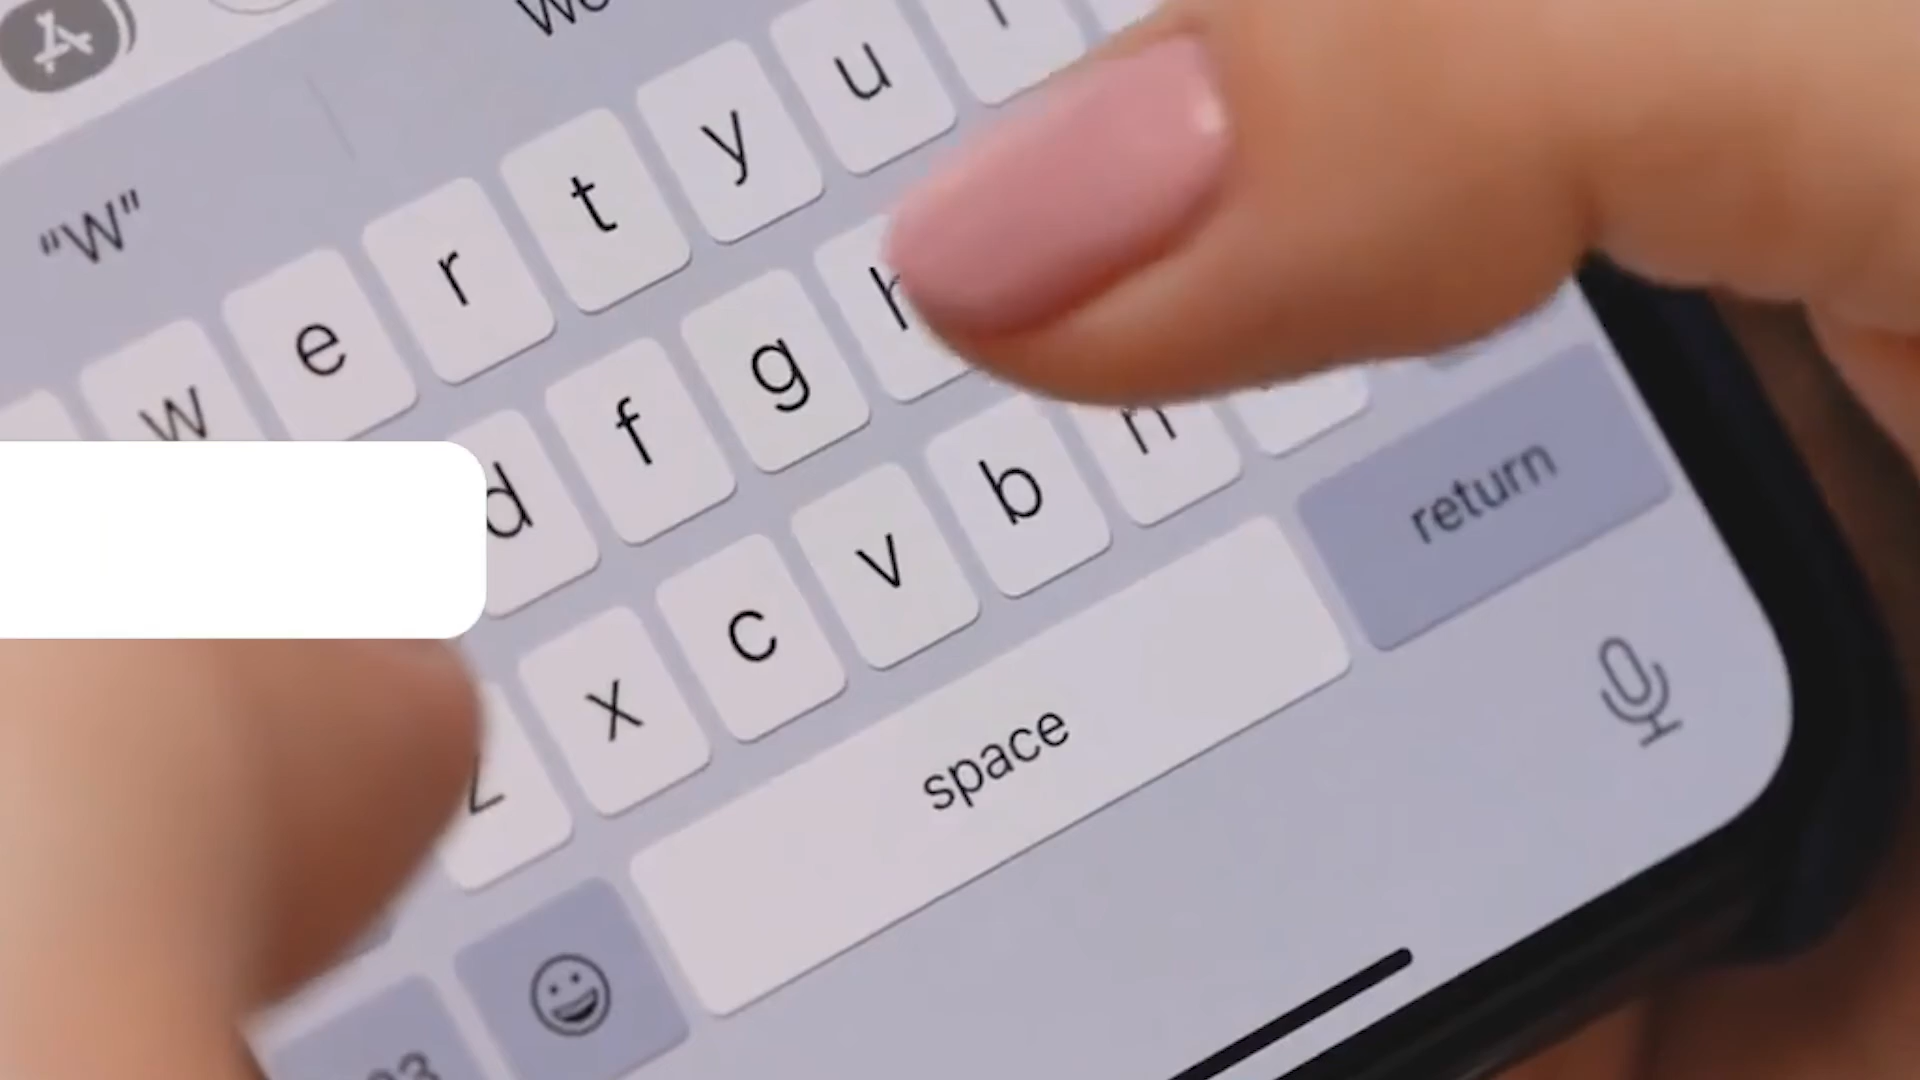 "W"
w e r t y u
d f g h
z x c v b n
return
space